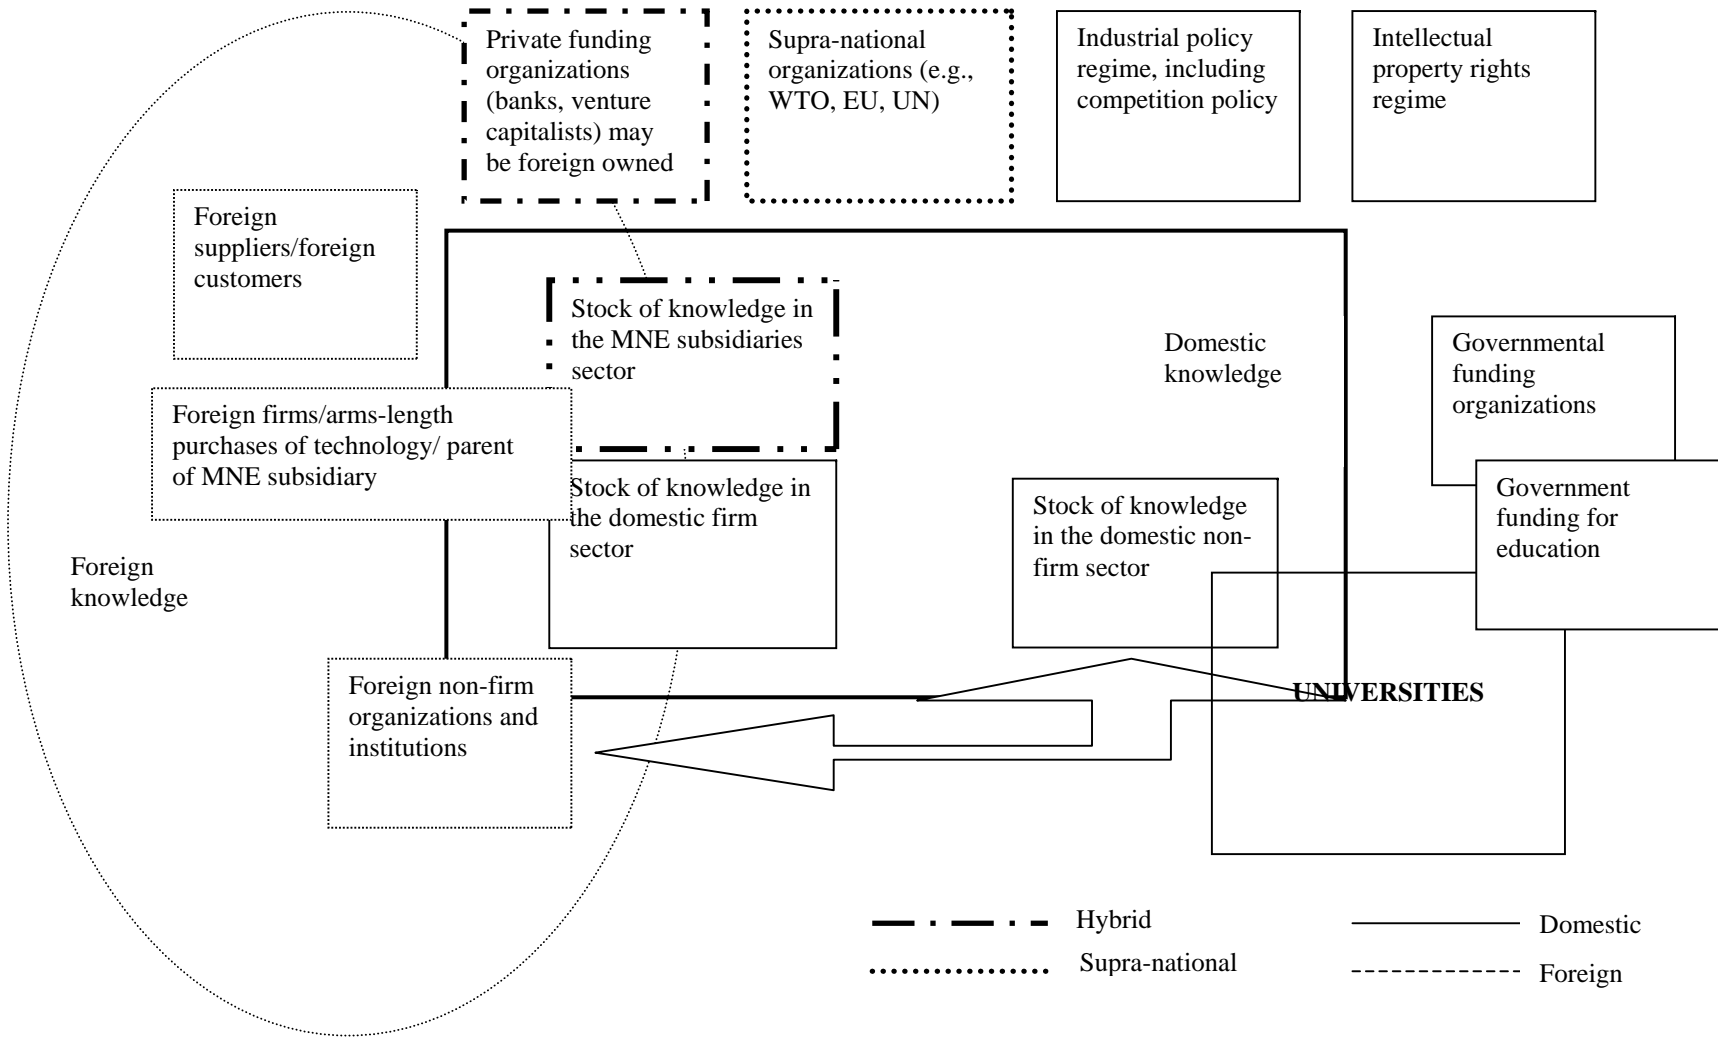 Private funding
organizations
(banks, venture
capitalists) may
be foreign owned
Supra-national
organizations (e.g.,
WTO, EU, UN)
Industrial policy
regime, including
competition policy
Intellectual
property rights
regime
Foreign
suppliers/foreign
customers
Stock of knowledge in
the MNE subsidiaries
sector
Domestic
knowledge
Governmental
funding
organizations
Foreign firms/arms-length
purchases of technology/ parent
of MNE subsidiary
Stock of knowledge in
the domestic firm
sector
Stock of knowledge
in the domestic non-
firm sector
Government
funding for
education
Foreign
knowledge
Foreign non-firm
organizations and
institutions
UNIVERSITIES
Hybrid
Domestic
Supra-national
Foreign